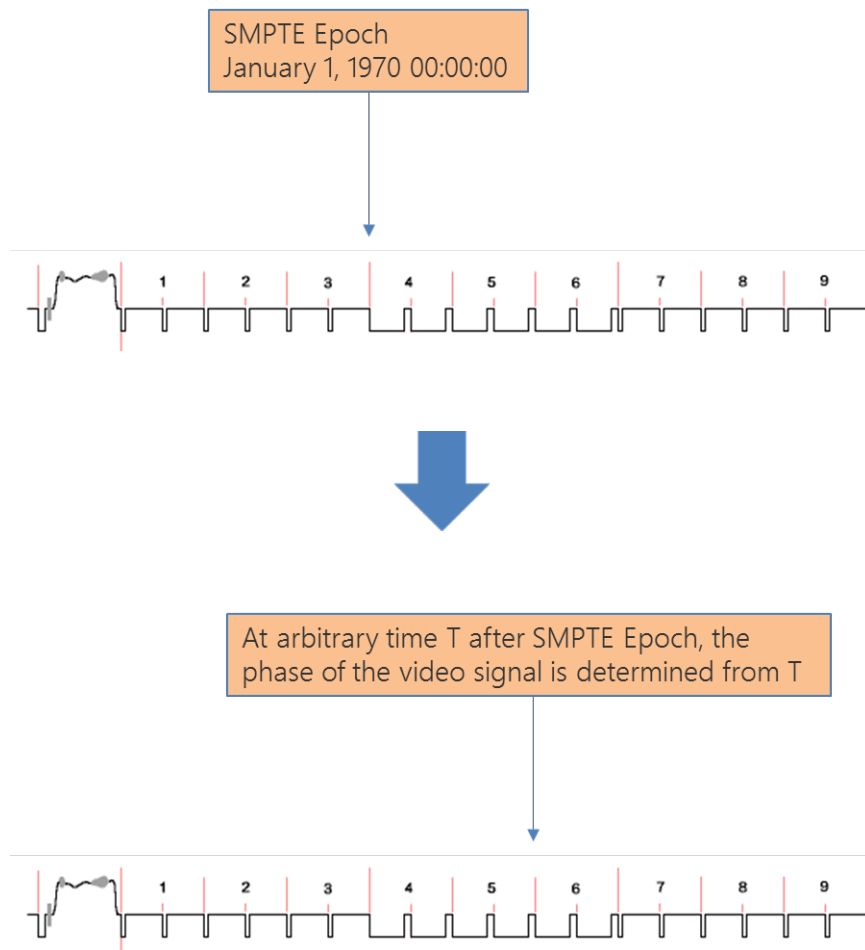 SMPTE Epoch
January 1, 1970 00:00:00
1 2 3 4 5 6 7 8 9
At arbitrary time T after SMPTE Epoch, the
phase of the video signal is determined from T
1 2 3 4 5 6 7 8 9